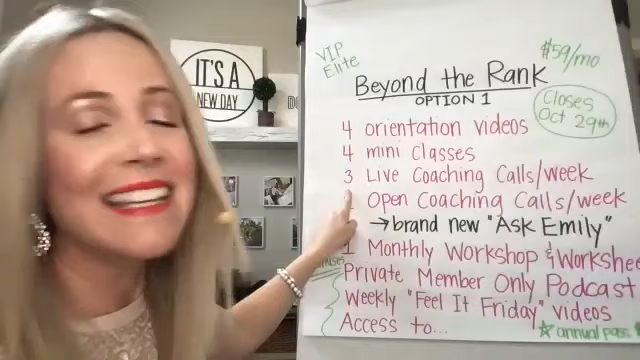 IT'S A
NEW DAY
VIP
Elite
$59/mo
Beyond the Rank
OPTION 1
Closes
Oct 29th
4 orientation videos
4 mini Classes
3 Live Coaching Calls/week
Open Coaching Calls/week
→brand new "Ask Emily"
1 Monthly Workshop & Workshee
Private Member Only Podcast
Weekly "Feel It Friday" videos
Access to...
☆annual pass